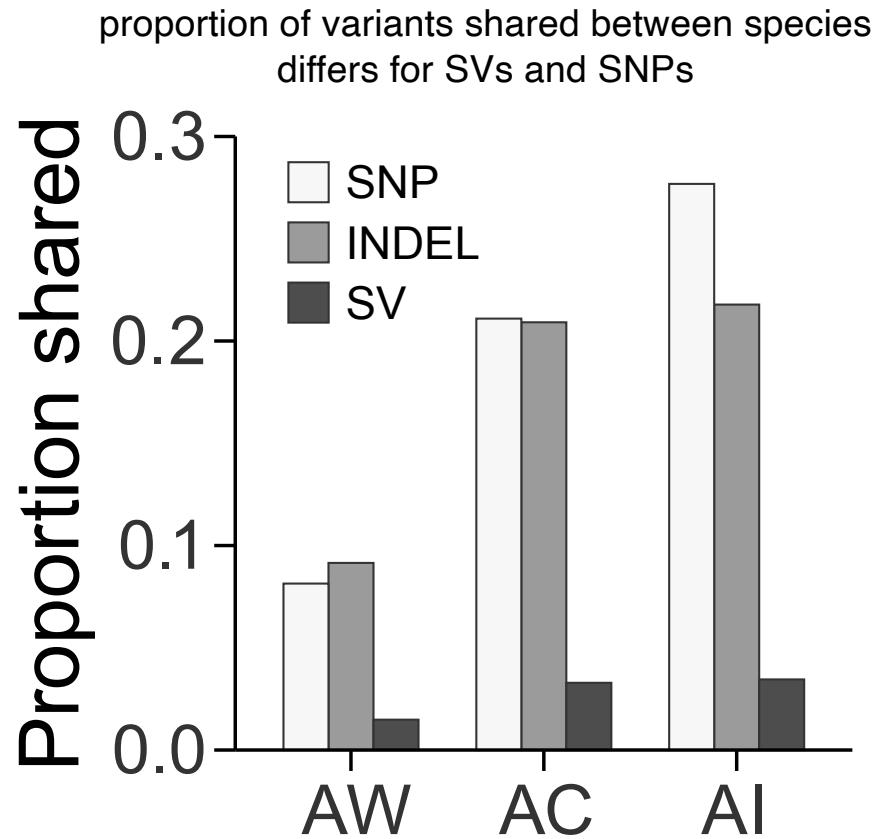 proportion of variants shared between species
differs for SVs and SNPs
Proportion shared
0.3
0.2
0.1
0.0
SNP
INDEL
SV
AW
AC
AI